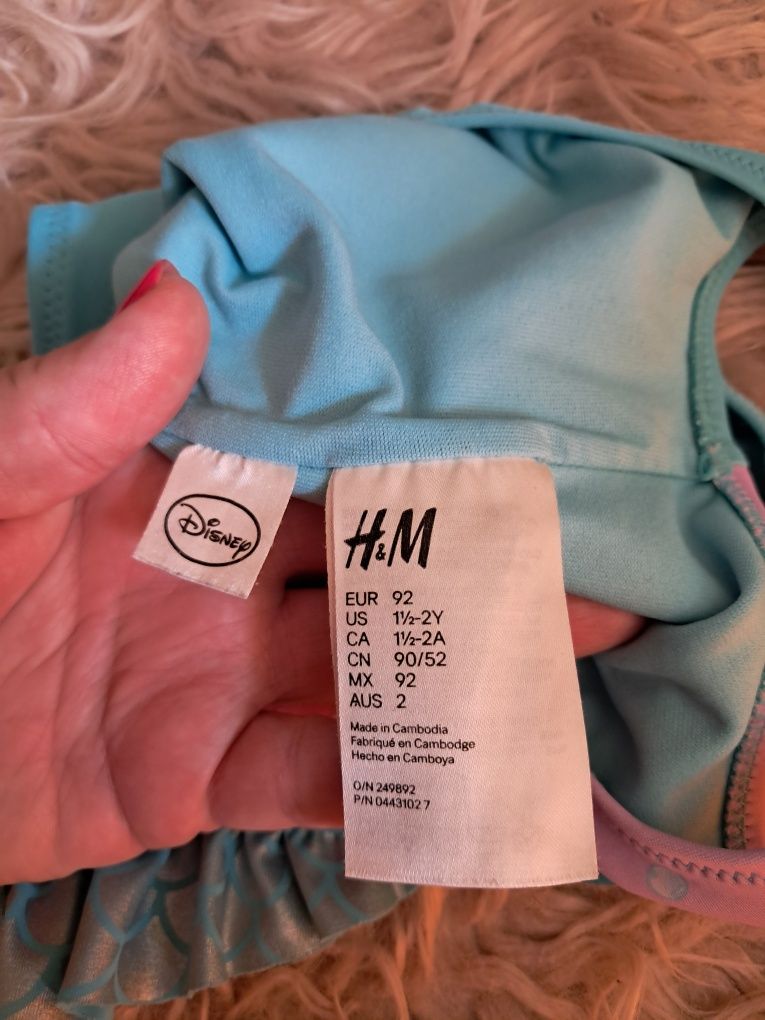 Disney
H&M
EUR 92
US 1½-2Y
CA 1½-2A
CN 90/52
MX 92
AUS 2
Made in Cambodia
Fabriqué en Cambodge
Hecho en Camboya
O/N 249892
P/N 0443102 7